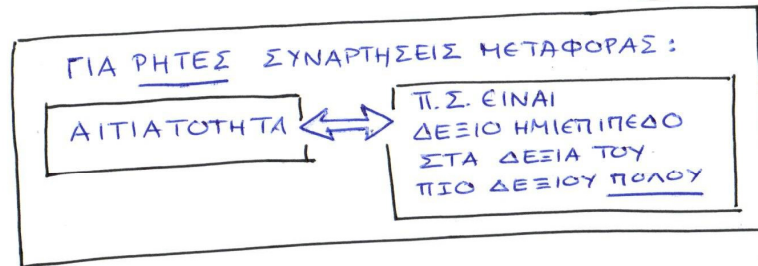 ΓΙΑ ΡΗΤΕΣ ΣΥΝΑΡΤΗΣΕΙΣ ΜΕΤΑΦΟΡΑΣ:
ΑΙΤΙΑΤΟΤΗΤΑ
Π.Σ. ΕΙΝΑΙ
ΔΕΞΙΟ ΗΜΙΕΠΙΠΕΔΟ
ΣΤΑ ΔΕΞΙΑ ΤΟΥ
ΠΙΟ ΔΕΞΙΟΥ ΠΟΛΟΥ